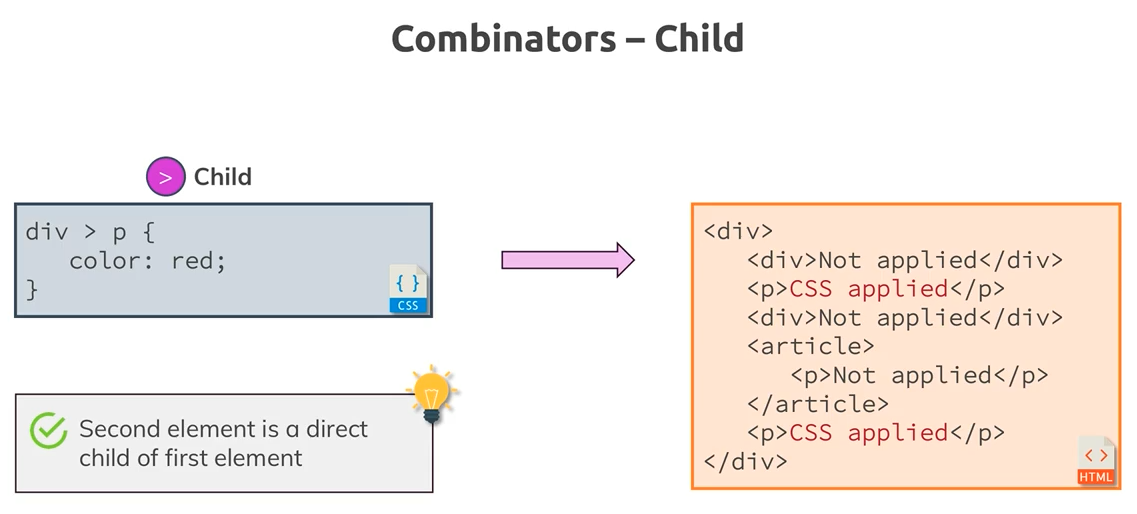 Combinators – Child
> Child
div > p {
color: red;
}
{ }
CSS
Second element is a direct
child of first element
<div>
<div>Not applied</div>
<p>CSS applied</p>
<div>Not applied</div>
<article>
<p>Not applied</p>
</article>
<p>CSS applied</p>
</div>
< >
HTML